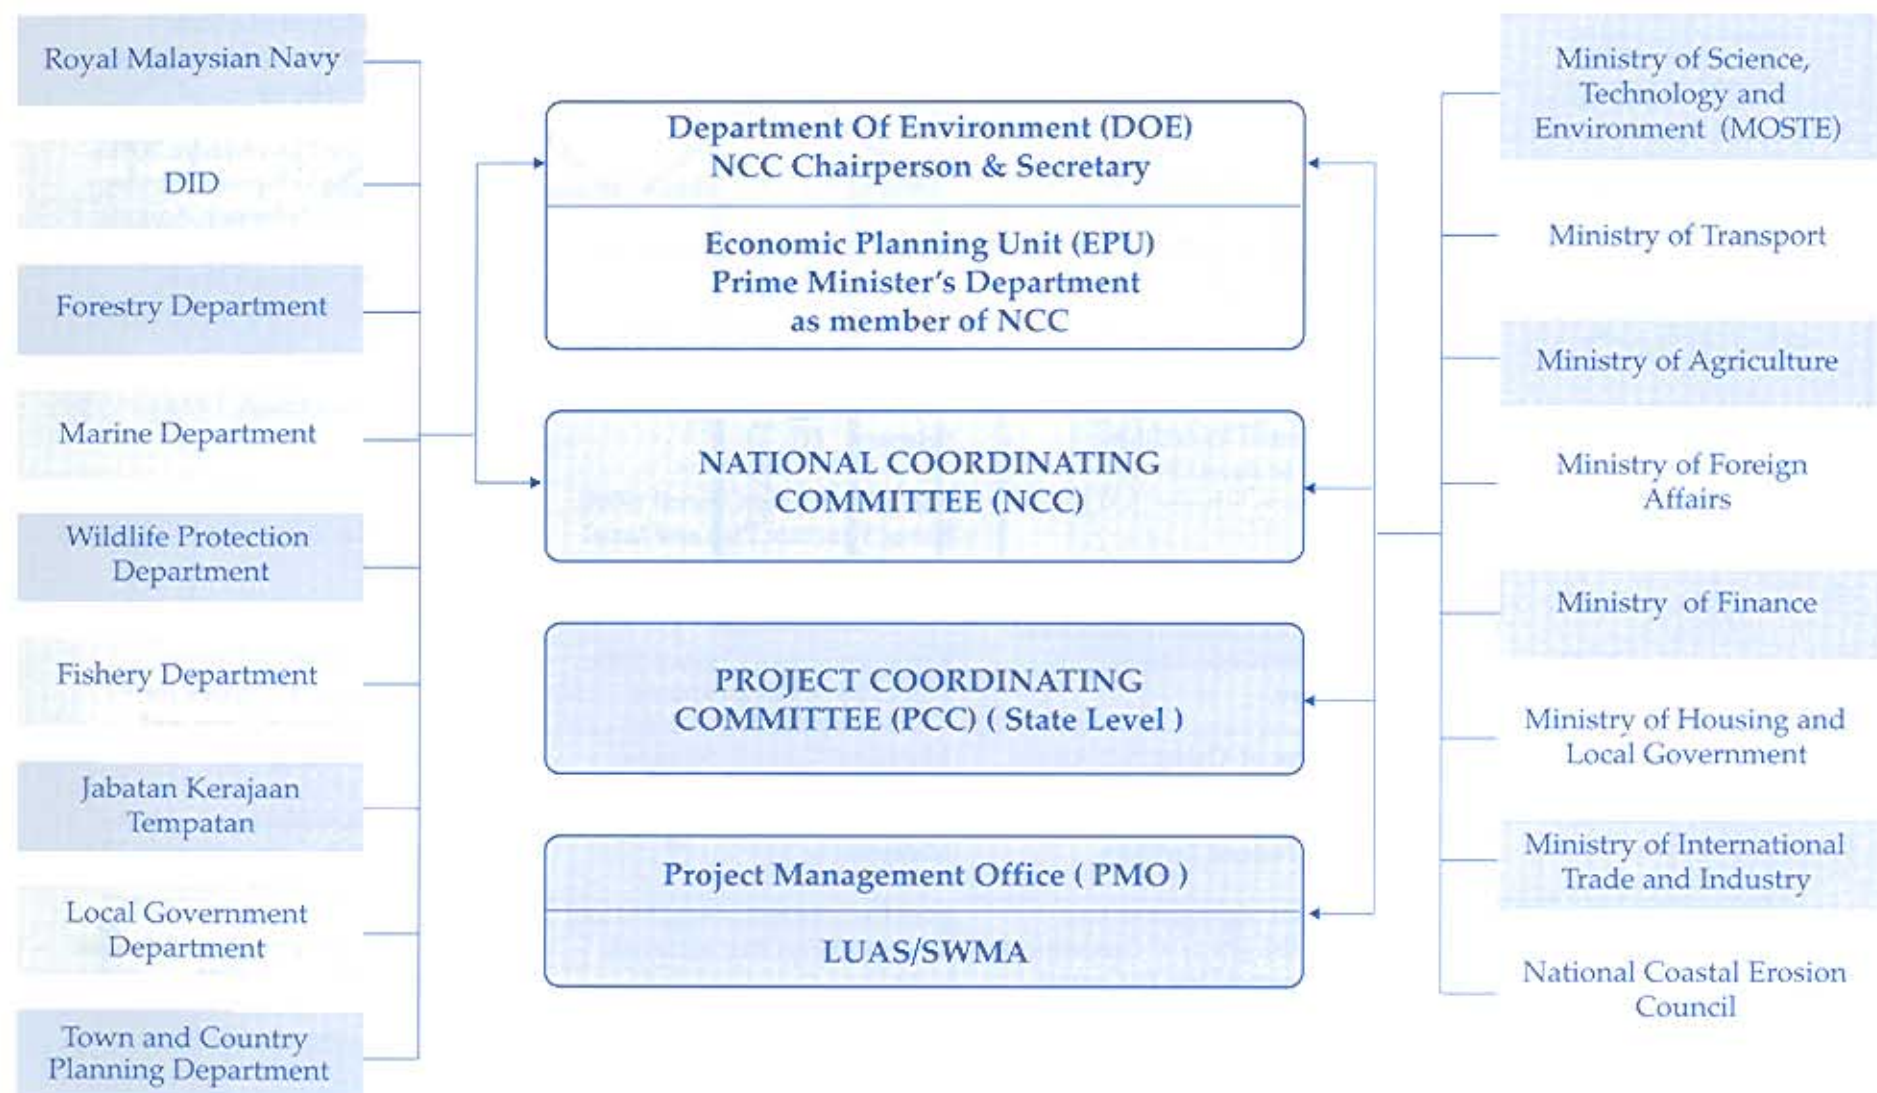 Royal Malaysian Navy
DID
Forestry Department
Marine Department
Wildlife Protection
Department
Fishery Department
Jabatan Kerajaan
Tempatan
Local Government
Department
Town and Country
Planning Department
Department Of Environment (DOE)
NCC Chairperson & Secretary
Economic Planning Unit (EPU)
Prime Minister's Department
as member of NCC
NATIONAL COORDINATING
COMMITTEE (NCC)
PROJECT COORDINATING
COMMITTEE (PCC) ( State Level )
Project Management Office ( PMO )
LUAS/SWMA
Ministry of Science,
Technology and
Environment (MOSTE)
Ministry of Transport
Ministry of Agriculture
Ministry of Foreign
Affairs
Ministry of Finance
Ministry of Housing and
Local Government
Ministry of International
Trade and Industry
National Coastal Erosion
Council